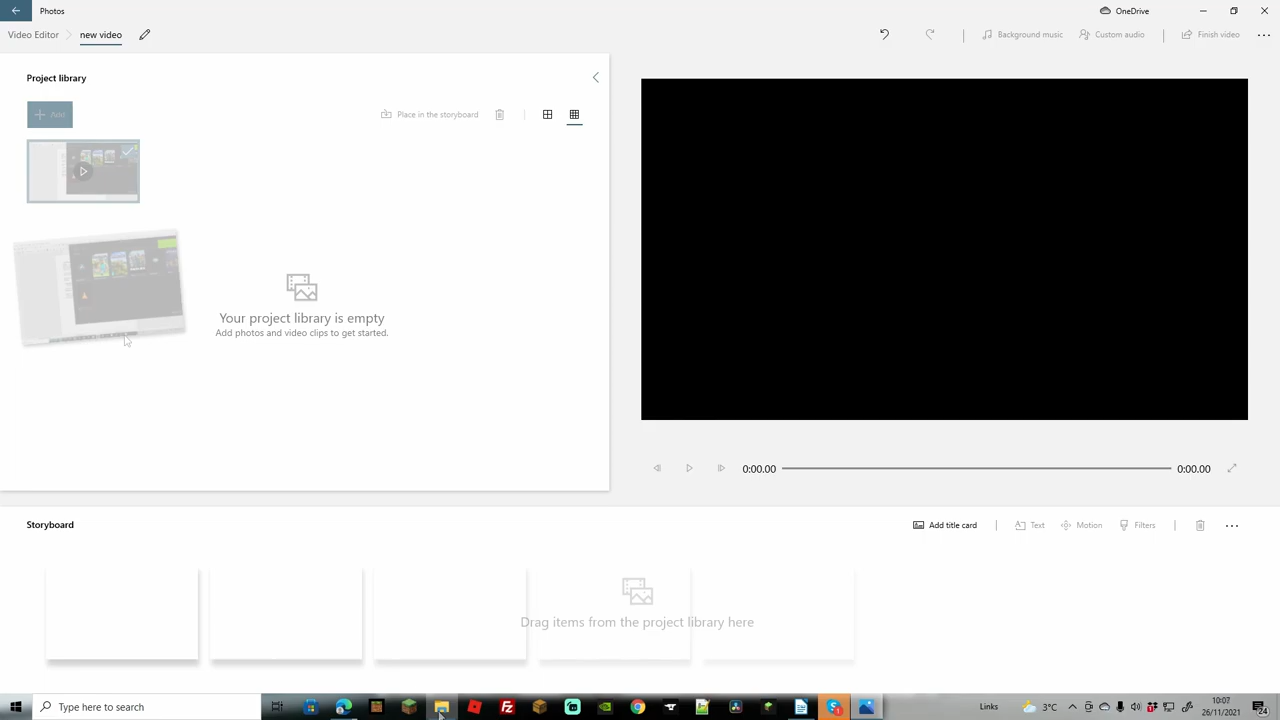 Photos
OneDrive
Video Editor
new video
Background music
Custom audio
Finish video
Project library
Add
Place in the storyboard
Your project library is empty
Add photos and video clips to get started.
0:00.00
0:00.00
Storyboard
Add title card
Text
Motion
Filters
Drag items from the project library here
Type here to search
Links
3°C
10:07
26/11/2021
24